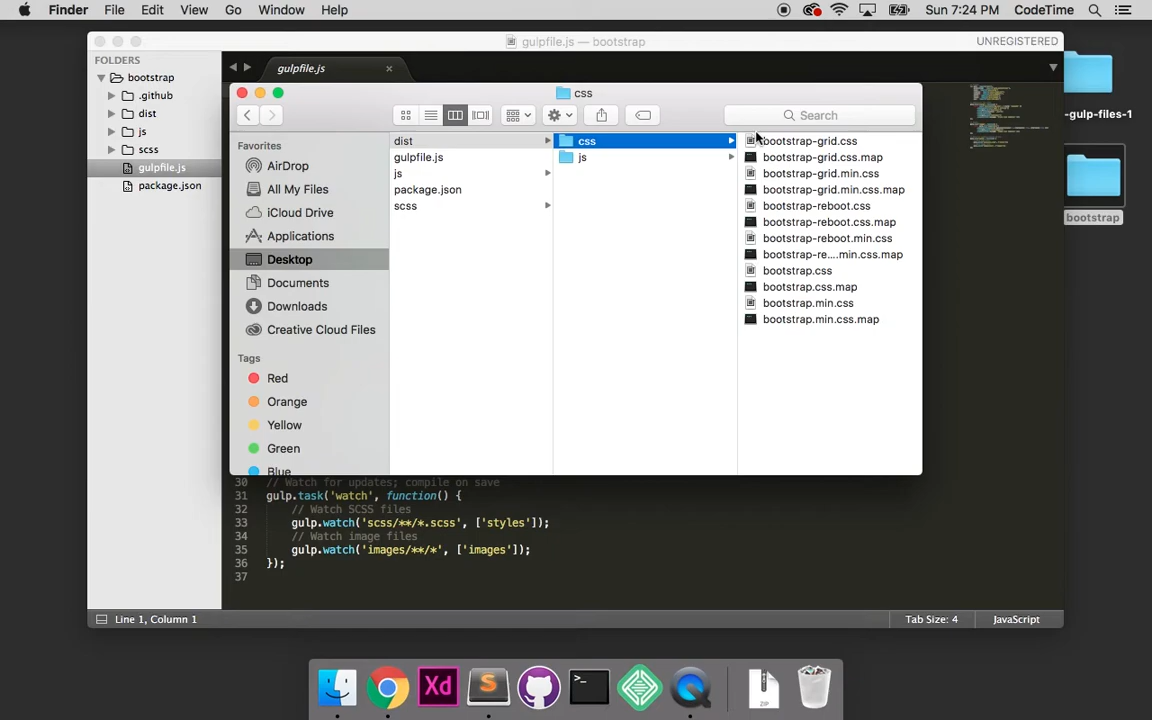 Finder File Edit View Go Window Help Sun 7:24 PM CodeTime
gulpfile.js — bootstrap UNREGISTERED
FOLDERS
bootstrap
.github
dist
js
scss
gulpfile.js
package.json
gulpfile.js
css
Search
Favorites
AirDrop
All My Files
iCloud Drive
Applications
Desktop
Documents
Downloads
Creative Cloud Files
Tags
Red
Orange
Yellow
Green
Blue
dist
gulpfile.js
js
package.json
scss
css
js
bootstrap-grid.css
bootstrap-grid.css.map
bootstrap-grid.min.css
bootstrap-grid.min.css.map
bootstrap-reboot.css
bootstrap-reboot.css.map
bootstrap-reboot.min.css
bootstrap-re....min.css.map
bootstrap.css
bootstrap.css.map
bootstrap.min.css
bootstrap.min.css.map
-gulp-files-1
bootstrap
30 // Watch for updates; compile on save
31 gulp.task('watch', function() {
32 // Watch SCSS files
33 gulp.watch('scss/**/*.scss', ['styles']);
34 // Watch image files
35 gulp.watch('images/**/*', ['images']);
36 });
37
Line 1, Column 1 Tab Size: 4 JavaScript
Xd
S
>_
ZIP